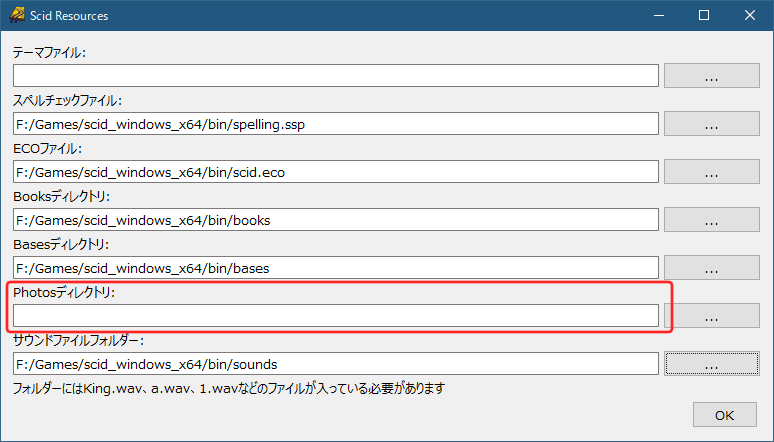 Scid Resources
テーマファイル:
...
スペルチェックファイル:
F:/Games/scid_windows_x64/bin/spelling.ssp
...
ECOファイル:
F:/Games/scid_windows_x64/bin/scid.eco
...
Booksディレクトリ:
F:/Games/scid_windows_x64/bin/books
...
Basesディレクトリ:
F:/Games/scid_windows_x64/bin/bases
...
Photosディレクトリ:
...
サウンドファイルフォルダー:
F:/Games/scid_windows_x64/bin/sounds
...
フォルダーにはKing.wav、a.wav、1.wavなどのファイルが入っている必要があります
OK